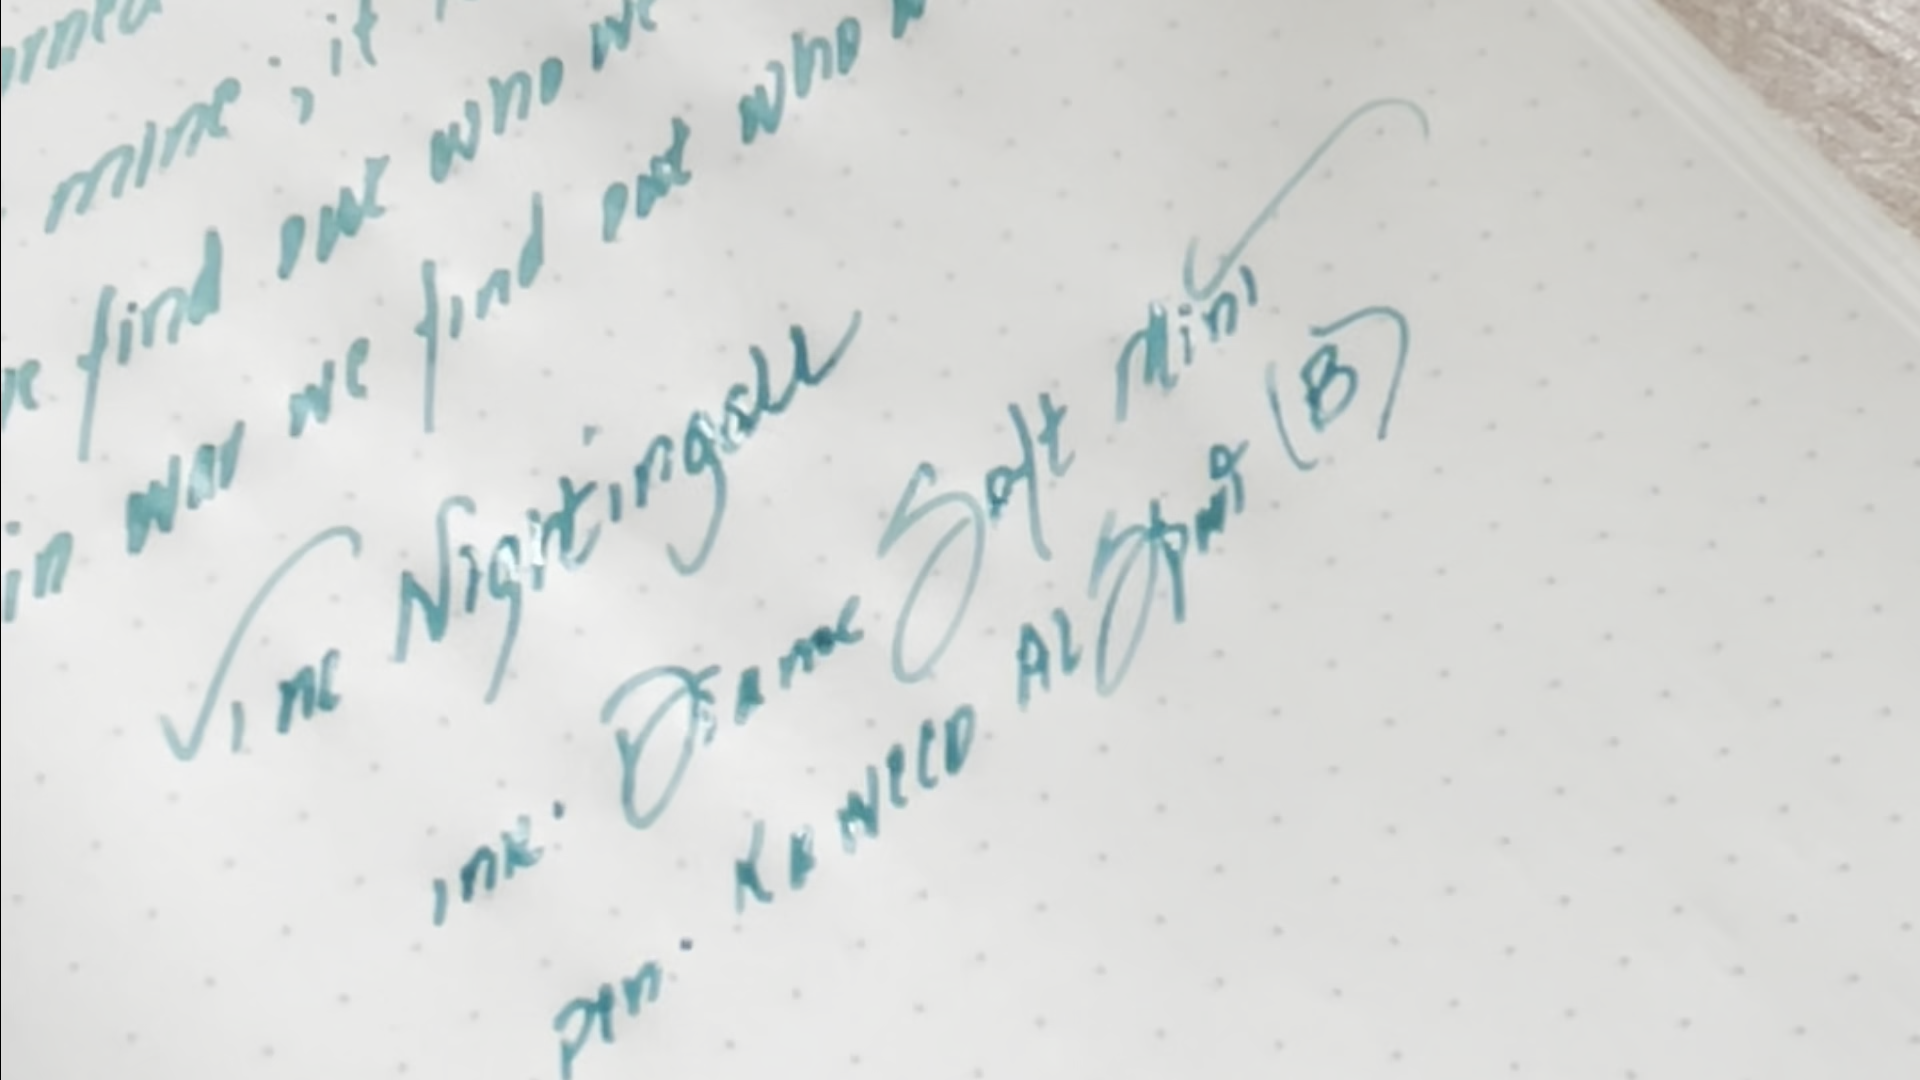 mine; it
find out who we
in war we find out who
The Nightingale
ink: Diamine Soft Mint
pen: KAWECO AL Sport (B)